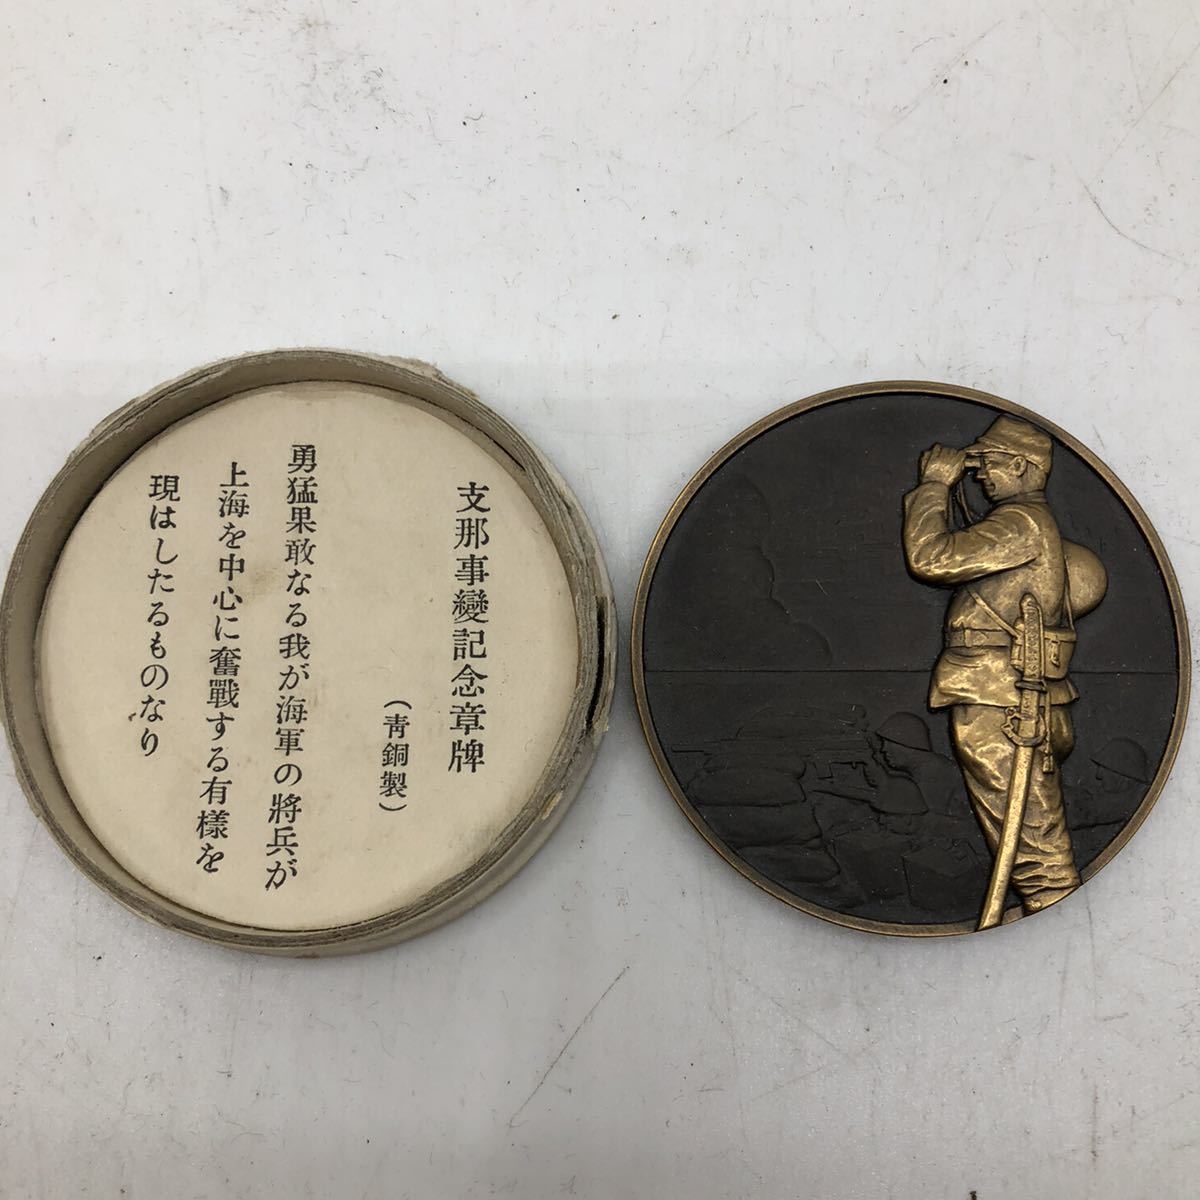 支那事變記念章牌
（青銅製）
勇猛果敢なる我が海軍の將兵が
上海を中心に奮戰する有樣を
現はしたるものなり